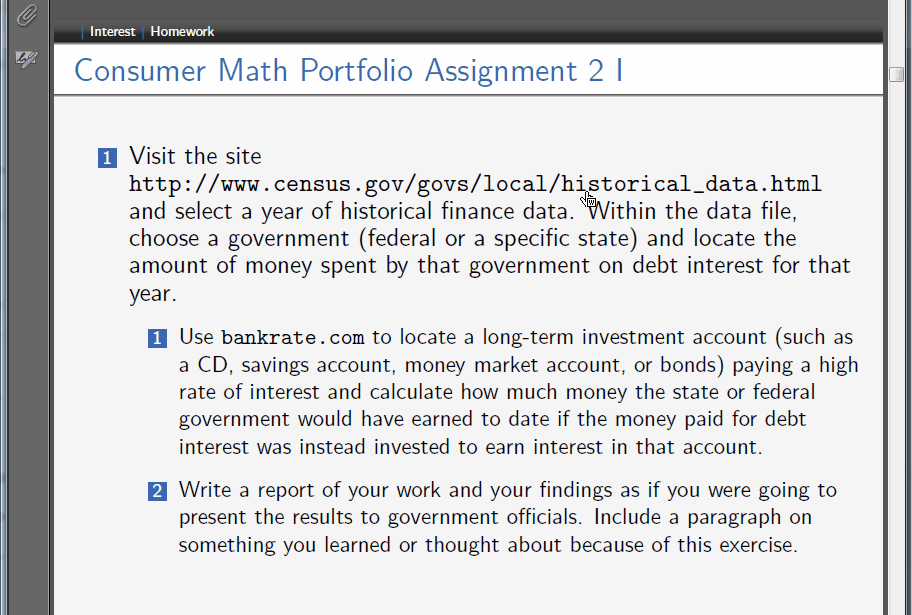 Interest Homework
Consumer Math Portfolio Assignment 2 I
1 Visit the site
http://www.census.gov/govs/local/historical_data.html
and select a year of historical finance data. Within the data file,
choose a government (federal or a specific state) and locate the
amount of money spent by that government on debt interest for that
year.
1 Use bankrate.com to locate a long-term investment account (such as
a CD, savings account, money market account, or bonds) paying a high
rate of interest and calculate how much money the state or federal
government would have earned to date if the money paid for debt
interest was instead invested to earn interest in that account.
2 Write a report of your work and your findings as if you were going to
present the results to government officials. Include a paragraph on
something you learned or thought about because of this exercise.